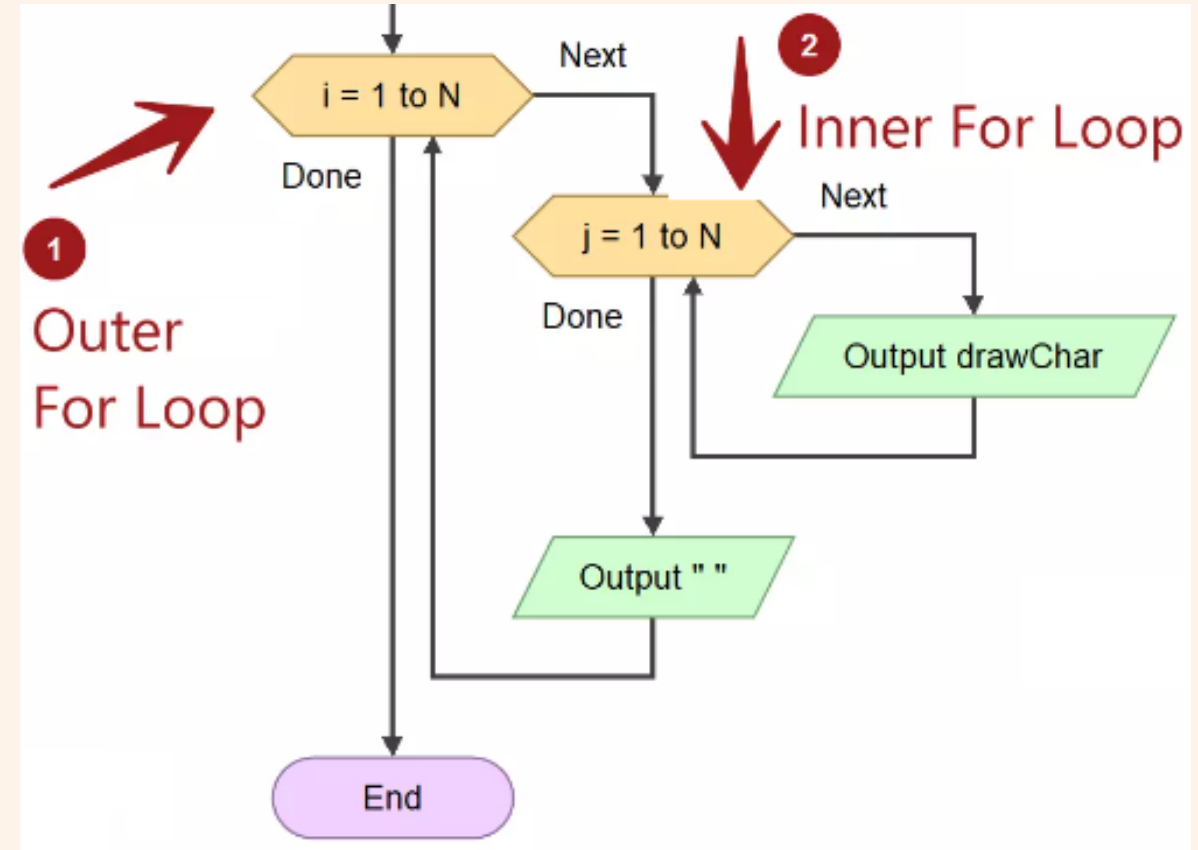 i = 1 to N
Next
2
Inner For Loop
Done
Next
1
j = 1 to N
Outer
For Loop
Done
Output drawChar
Output " "
End